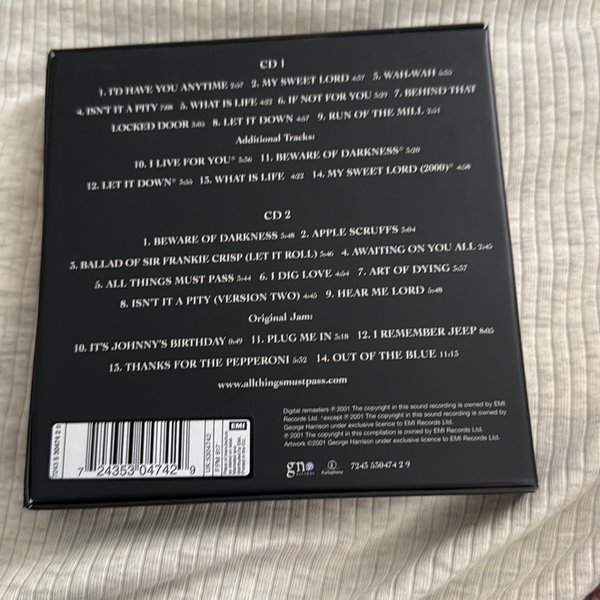 CD 1
1. I'D HAVE YOU ANYTIME 2:57 2. MY SWEET LORD 4:37 3. WAH-WAH 5:35
4. ISN'T IT A PITY 7:08 5. WHAT IS LIFE 4:22 6. IF NOT FOR YOU 3:29 7. BEHIND THAT
LOCKED DOOR 3:05 8. LET IT DOWN 4:57 9. RUN OF THE MILL 2:51
Additional Tracks:
10. I LIVE FOR YOU* 3:36 11. BEWARE OF DARKNESS* 3:20
12. LET IT DOWN* 3:55 13. WHAT IS LIFE 4:22 14. MY SWEET LORD (2000)* 4:58
CD 2
1. BEWARE OF DARKNESS 3:48 2. APPLE SCRUFFS 3:04
3. BALLAD OF SIR FRANKIE CRISP (LET IT ROLL) 3:46 4. AWAITING ON YOU ALL 2:45
5. ALL THINGS MUST PASS 3:44 6. I DIG LOVE 4:54 7. ART OF DYING 3:37
8. ISN'T IT A PITY (VERSION TWO) 4:45 9. HEAR ME LORD 5:48
Original Jam:
10. IT'S JOHNNY'S BIRTHDAY 0:49 11. PLUG ME IN 3:18 12. I REMEMBER JEEP 8:05
13. THANKS FOR THE PEPPERONI 5:32 14. OUT OF THE BLUE 11:13
www.allthingsmustpass.com
Digital remasters ℗ 2001 The copyright in this sound recording is owned by EMI
Records Ltd. *except ℗ 2001 The copyright in this sound recording is owned by
George Harrison under exclusive licence to EMI Records Ltd.
℗ 2001 The copyright in this compilation is owned by EMI Records Ltd.
Artwork ©2001 George Harrison under exclusive licence to EMI Records Ltd.
gn
RECORDS
Parlophone
7243 530474 2 9
EMI
7243 5 30474 2 9
7 24353 04742 9
UK:5304742